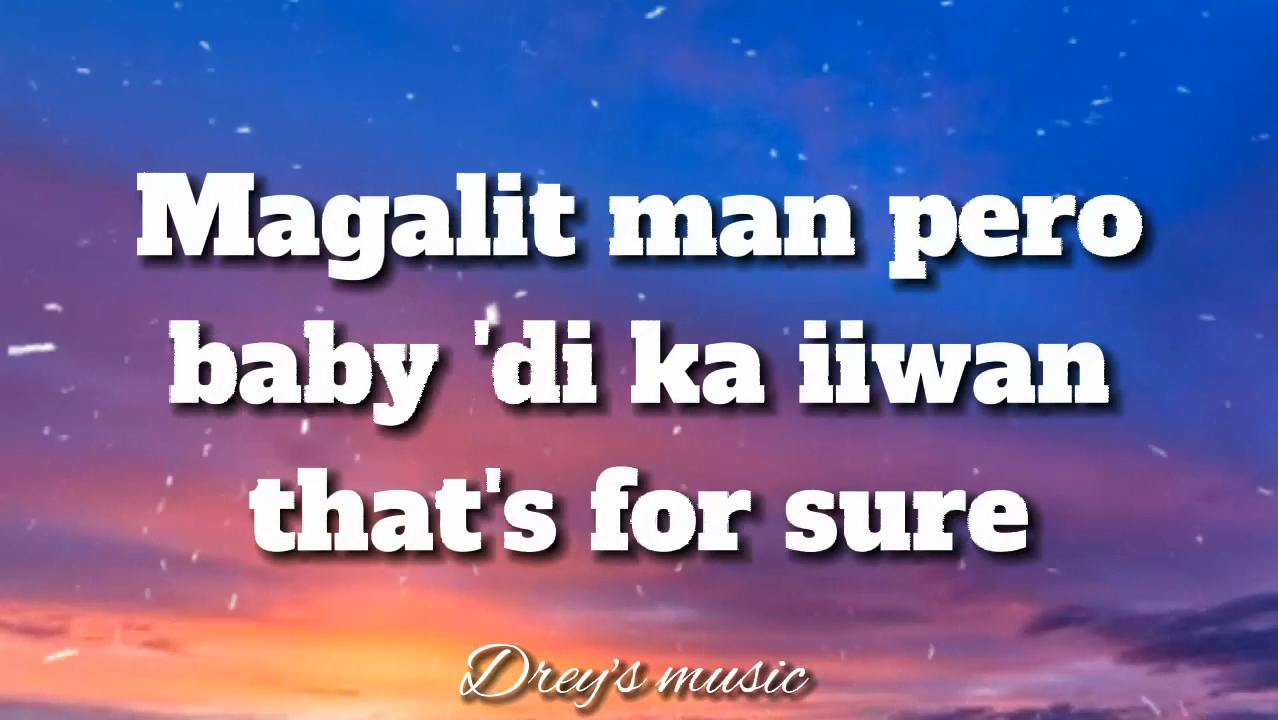 Magalit man pero
baby 'di ka iiwan
that's for sure
Drey's music